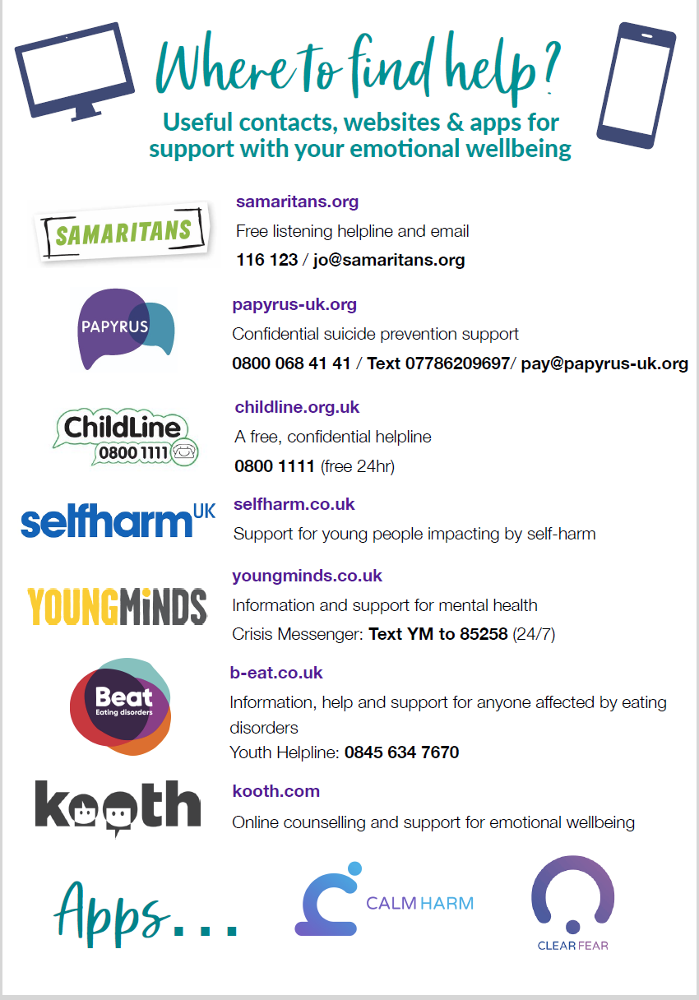 Where to find help?
Useful contacts, websites & apps for
support with your emotional wellbeing
SAMARITANS
samaritans.org
Free listening helpline and email
116 123 / jo@samaritans.org
PAPYRUS
papyrus-uk.org
Confidential suicide prevention support
0800 068 41 41 / Text 07786209697/ pay@papyrus-uk.org
ChildLine
0800 1111
childline.org.uk
A free, confidential helpline
0800 1111 (free 24hr)
selfharm UK
selfharm.co.uk
Support for young people impacting by self-harm
YOUNGMiNDS
youngminds.co.uk
Information and support for mental health
Crisis Messenger: Text YM to 85258 (24/7)
Beat
Eating disorders
b-eat.co.uk
Information, help and support for anyone affected by eating
disorders
Youth Helpline: 0845 634 7670
kooth
kooth.com
Online counselling and support for emotional wellbeing
Apps...
CALM HARM
CLEAR FEAR